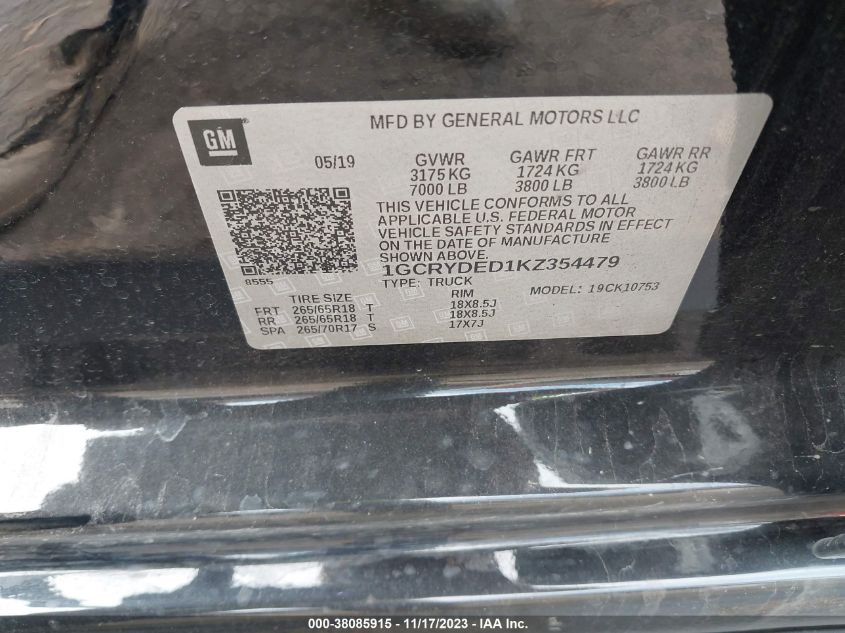 GM
MFD BY GENERAL MOTORS LLC
05/19 GVWR GAWR FRT GAWR RR
3175 KG 1724 KG 1724 KG
7000 LB 3800 LB 3800 LB
THIS VEHICLE CONFORMS TO ALL
APPLICABLE U.S. FEDERAL MOTOR
VEHICLE SAFETY STANDARDS IN EFFECT
ON THE DATE OF MANUFACTURE
SHOWN ABOVE.
8555
1GCRYDED1KZ354479
TYPE: TRUCK MODEL: 19CK10753
TIRE SIZE RIM
FRT 265/65R18 T 18X8.5J
RR 265/65R18 T 18X8.5J
SPA 265/70R17 S 17X7J
000-38085915 - 11/17/2023 - IAA Inc.